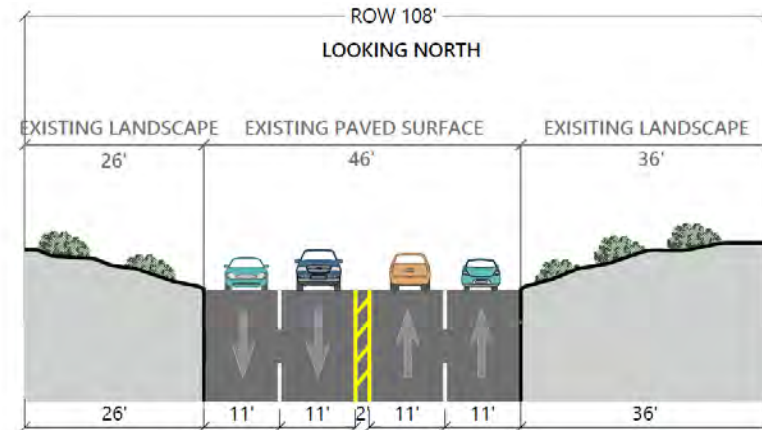 ROW 108'
LOOKING NORTH
EXISTING LANDSCAPE EXISTING PAVED SURFACE EXISITING LANDSCAPE
26' 46' 36'
26' 11' 11' 2' 11' 11' 36'